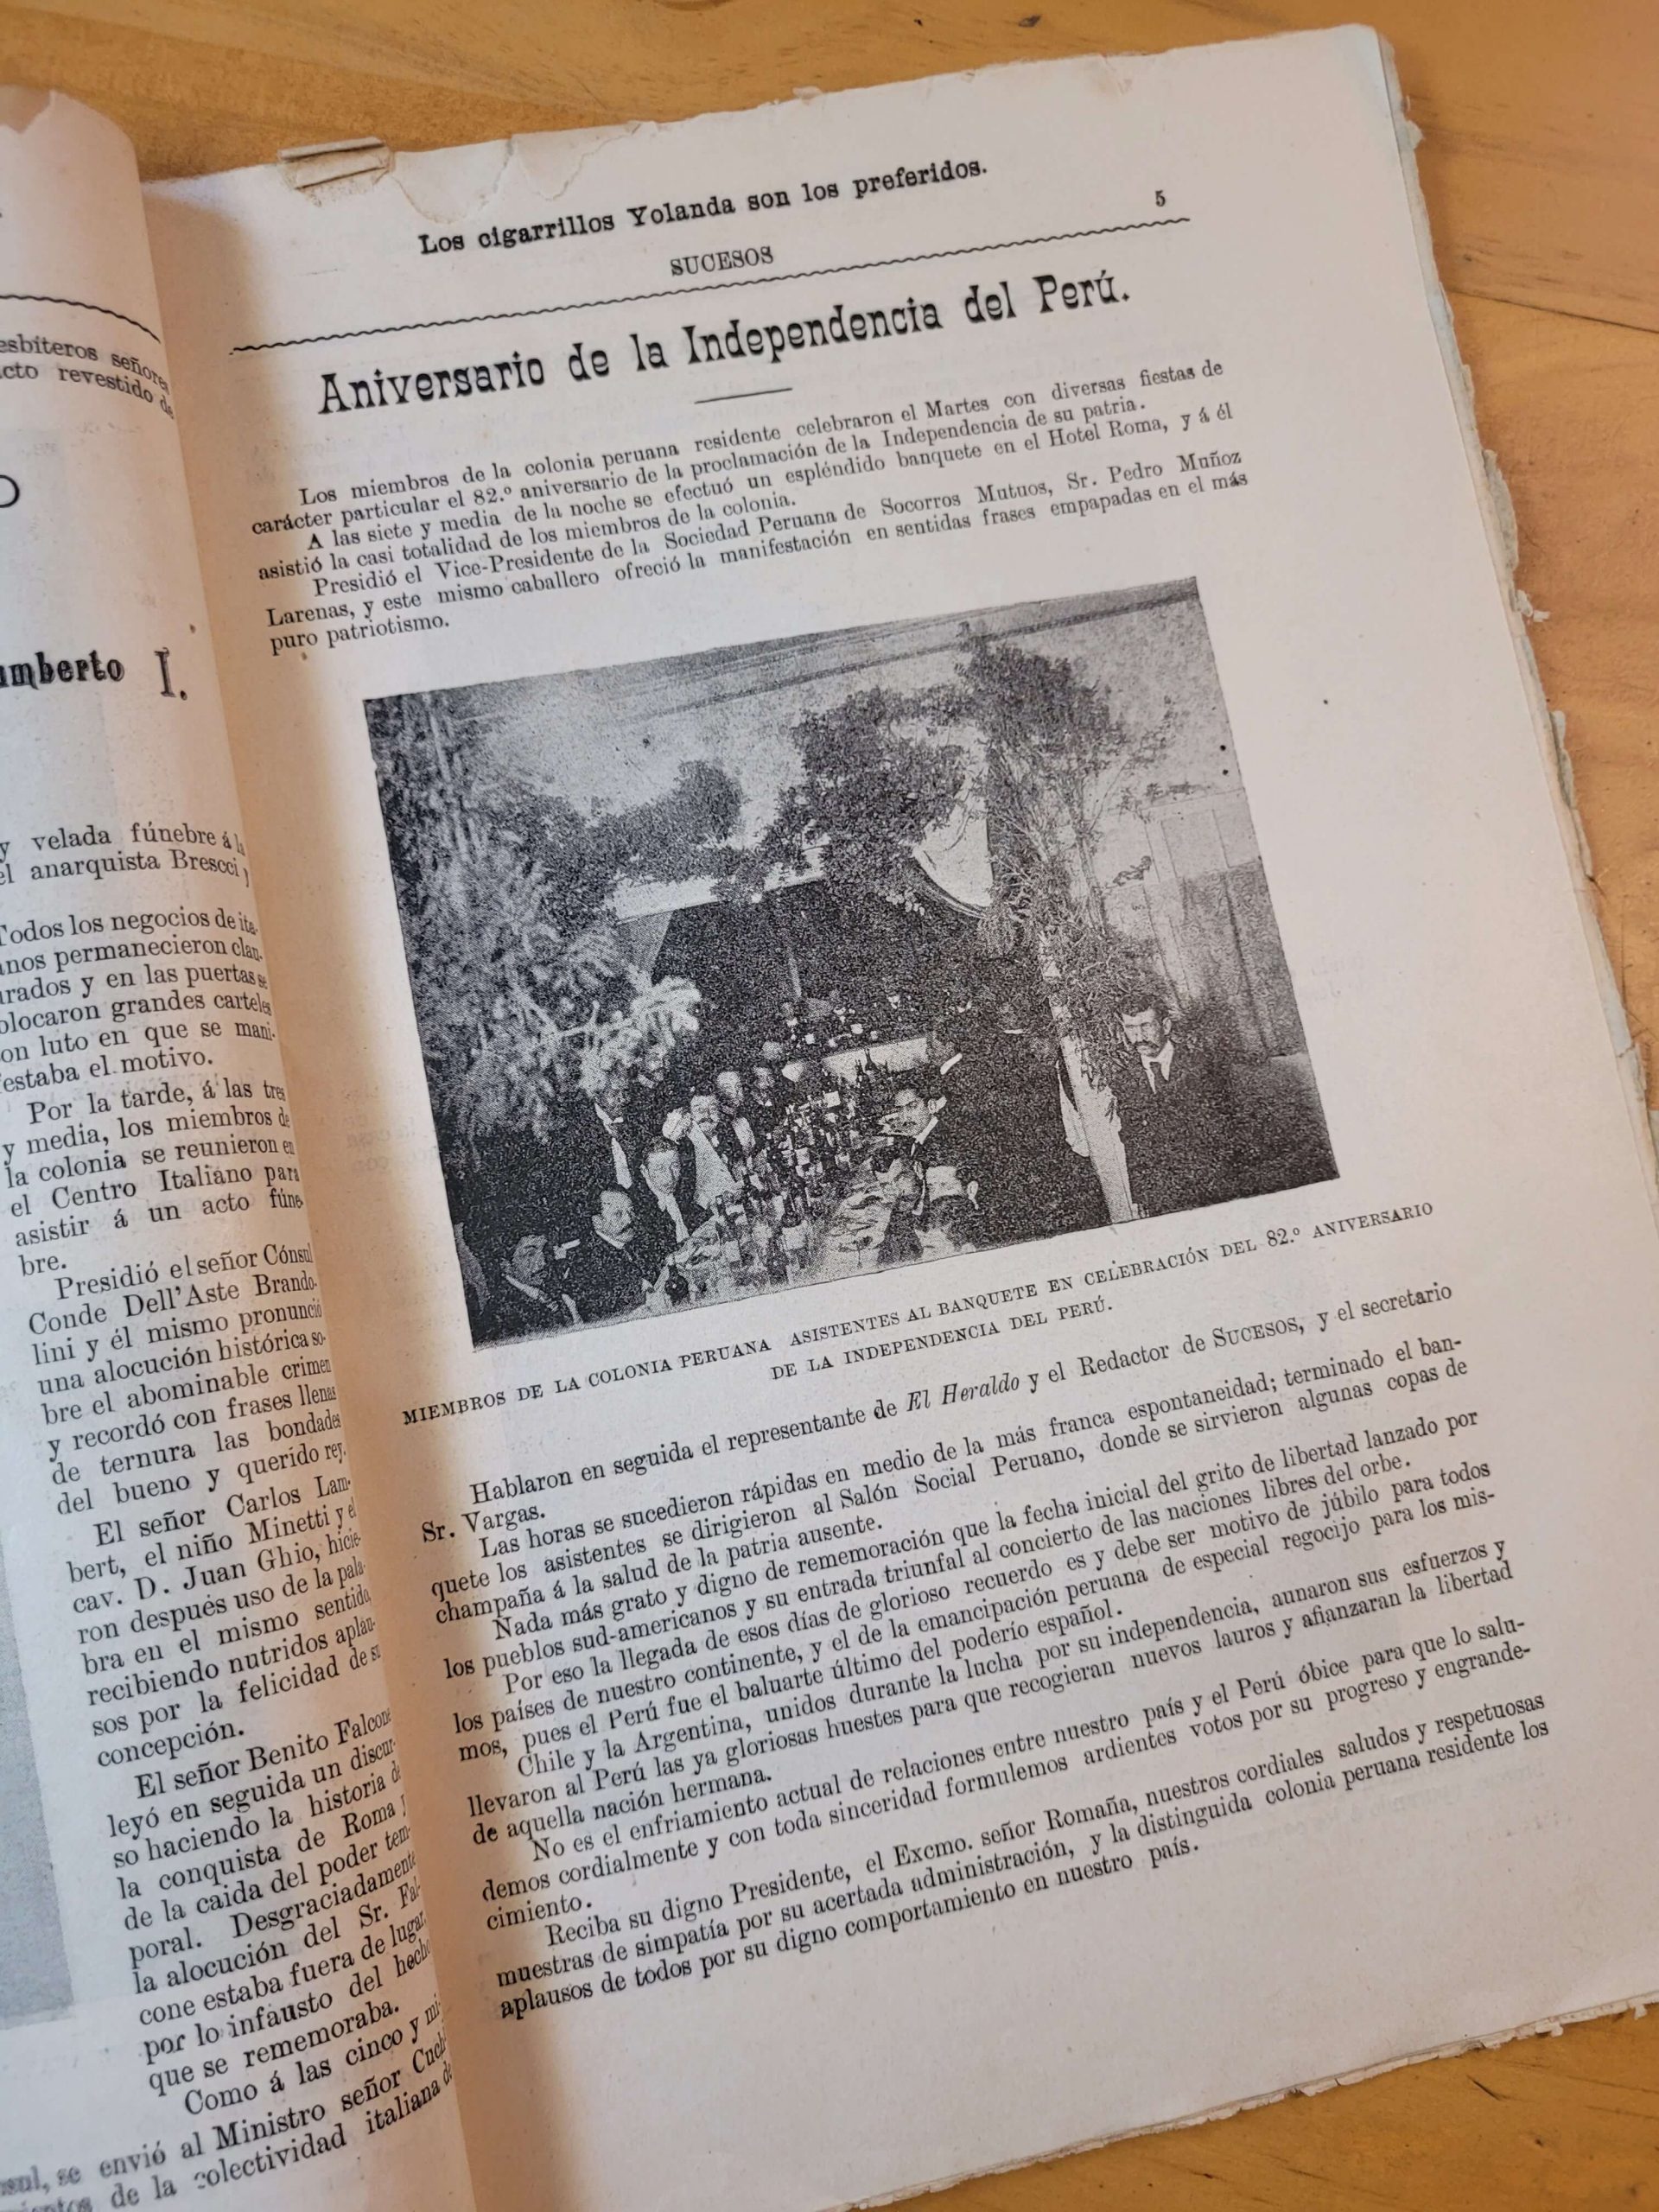 esbíteros señores
cto revestido de
O
umberto I.
y velada fúnebre á la
el anarquista Brescci y
Todos los negocios de ita-
anos permanecieron clau-
urados y en las puertas se
olocaron grandes carteles
on luto en que se mani-
festaba el motivo.
Por la tarde, á las tres
y media, los miembros de
la colonia se reunieron en
el Centro Italiano para
asistir á un acto fúne
bre.
Presidió el señor Cónsul
Conde Dell'Aste Brando-
lini y él mismo pronunció
una alocución histórica so-
bre el abominable crimen
y recordó con frases llenas
de ternura las bondades
del bueno y querido rey.
El señor Carlos Lam-
bert, el niño Minetti y el
cav. D. Juan Ghio, hicie-
ron después uso de la pala-
bra en el mismo sentido,
recibiendo nutridos aplau-
sos por la felicidad de su
concepción.
El señor Benito Falcone
leyó en seguida un discur-
so haciendo la historia de
la conquista de Roma y
de la caida del poder tem-
poral. Desgraciadamente
la alocución del Sr. Fal-
cone estaba fuera de lugar,
por lo infausto del hecho
que se rememoraba.
Como á las cinco y mi-
se envió al Ministro señor Cuch
de la colectividad italiana de
Los cigarrillos Yolanda son los preferidos.
SUCESOS 5
Aniversario de la Independencia del Perú.
Los miembros de la colonia peruana residente celebraron el Martes con diversas fiestas de
carácter particular el 82.º aniversario de la proclamación de la Independencia de su patria.
A las siete y media de la noche se efectuó un espléndido banquete en el Hotel Roma, y á él
asistió la casi totalidad de los miembros de la colonia.
Presidió el Vice-Presidente de la Sociedad Peruana de Socorros Mutuos, Sr. Pedro Muñoz
Larenas, y este mismo caballero ofreció la manifestación en sentidas frases empapadas en el más
puro patriotismo.
MIEMBROS DE LA COLONIA PERUANA ASISTENTES AL BANQUETE EN CELEBRACIÓN DEL 82.º ANIVERSARIO
DE LA INDEPENDENCIA DEL PERÚ.
Hablaron en seguida el representante de El Heraldo y el Redactor de SUCESOS, y el secretario
Sr. Vargas.
Las horas se sucedieron rápidas en medio de la más franca espontaneidad; terminado el ban-
quete los asistentes se dirigieron al Salón Social Peruano, donde se sirvieron algunas copas de
champaña á la salud de la patria ausente.
Nada más grato y digno de rememoración que la fecha inicial del grito de libertad lanzado por
los pueblos sud-americanos y su entrada triunfal al concierto de las naciones libres del orbe.
Por eso la llegada de esos días de glorioso recuerdo es y debe ser motivo de júbilo para todos
los países de nuestro continente, y el de la emancipación peruana de especial regocijo para los mis-
mos, pues el Perú fue el baluarte último del poderío español.
Chile y la Argentina, unidos durante la lucha por su independencia, aunaron sus esfuerzos y
llevaron al Perú las ya gloriosas huestes para que recogieran nuevos lauros y afianzaran la libertad
de aquella nación hermana.
No es el enfriamiento actual de relaciones entre nuestro país y el Perú óbice para que lo salu-
demos cordialmente y con toda sinceridad formulemos ardientes votos por su progreso y engrande-
cimiento.
Reciba su digno Presidente, el Excmo. señor Romaña, nuestros cordiales saludos y respetuosas
muestras de simpatía por su acertada administración, y la distinguida colonia peruana residente los
aplausos de todos por su digno comportamiento en nuestro país.